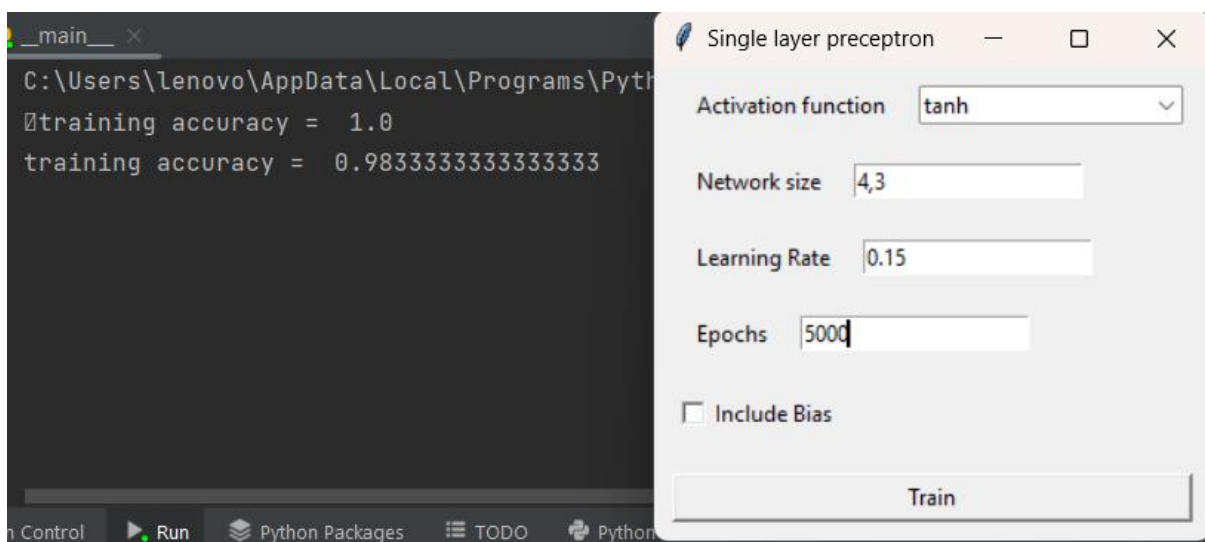 __main__ ×
C:\Users\lenovo\AppData\Local\Programs\Pyth
training accuracy =  1.0
training accuracy =  0.9833333333333333
Control
Run
Python Packages
TODO
Python
Single layer preceptron
Activation function
tanh
Network size
4,3
Learning Rate
0.15
Epochs
5000
Include Bias
Train